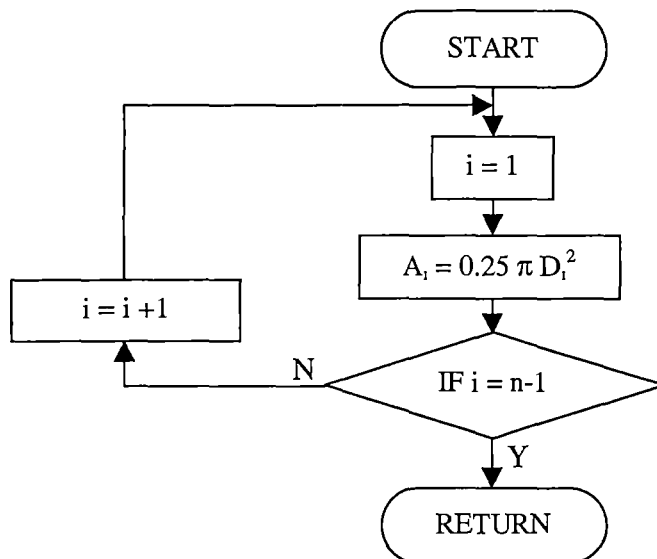 START
i = 1
A₁ = 0.25 π D₁²
i = i +1
N
IF i = n-1
Y
RETURN